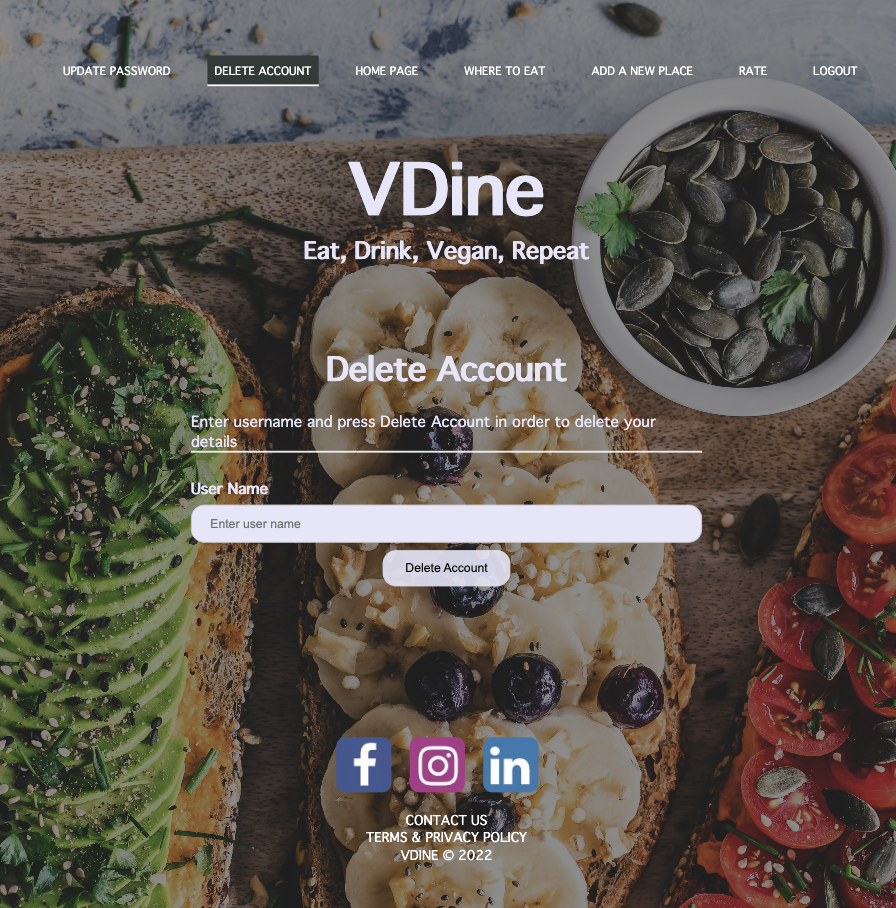 UPDATE PASSWORD
DELETE ACCOUNT
HOME PAGE
WHERE TO EAT
ADD A NEW PLACE
RATE
LOGOUT
VDine
Eat, Drink, Vegan, Repeat
Delete Account
Enter username and press Delete Account in order to delete your
details
User Name
Enter user name
Delete Account
f
in
CONTACT US
TERMS & PRIVACY POLICY
VDINE © 2022